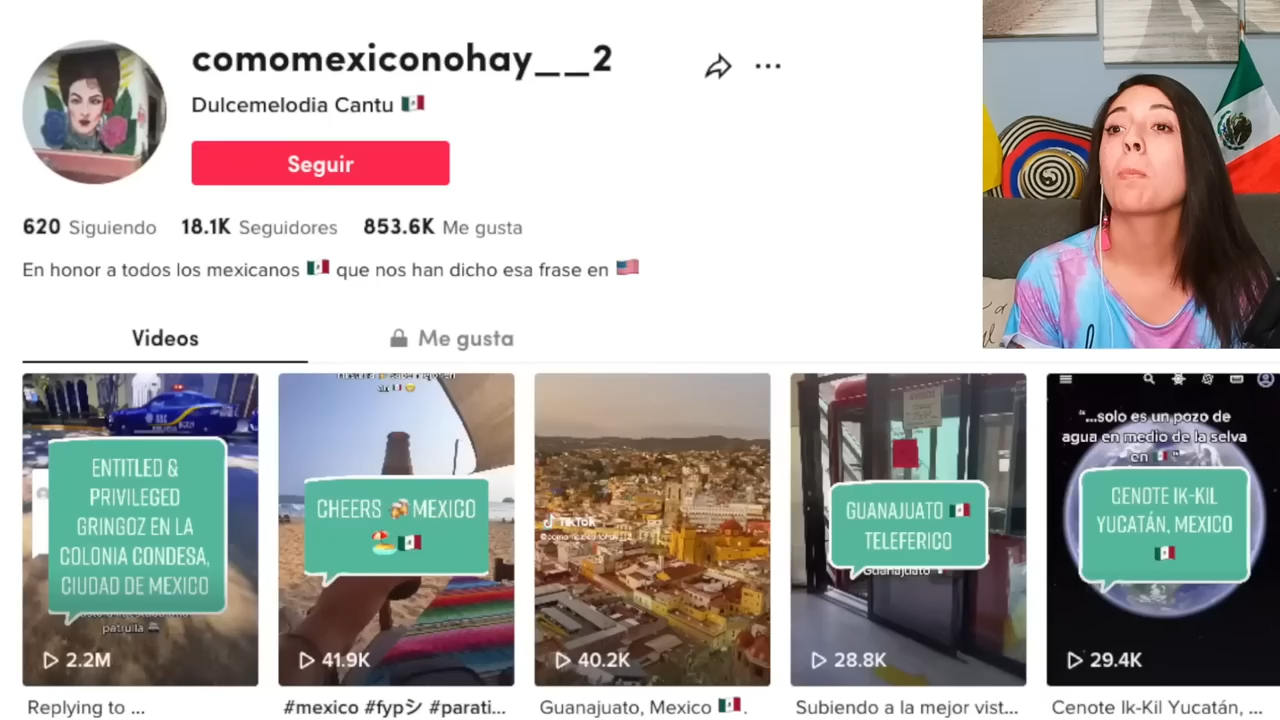 comomexiconohay__2
Dulcemelodia Cantu 🇲🇽
Seguir
620 Siguiendo 18.1K Seguidores 853.6K Me gusta
En honor a todos los mexicanos 🇲🇽 que nos han dicho esa frase en 🇺🇸
Videos
Me gusta
ENTITLED &
PRIVILEGED
GRINGOZ EN LA
COLONIA CONDESA,
CIUDAD DE MEXICO
patrulla
2.2M
Replying to ...
CHEERS 🍻MEXICO
🏖️🇲🇽
41.9K
#mexico #fypシ #parati...
TikTok
@comomexiconohay__2
40.2K
Guanajuato, Mexico 🇲🇽.
GUANAJUATO 🇲🇽
TELEFERICO
Guanajuato
28.8K
Subiendo a la mejor vist...
“...solo es un pozo de
agua en medio de la selva
en 🇲🇽 “
CENOTE IK-KIL
YUCATÁN, MEXICO
🇲🇽
29.4K
Cenote Ik-Kil Yucatán, ...